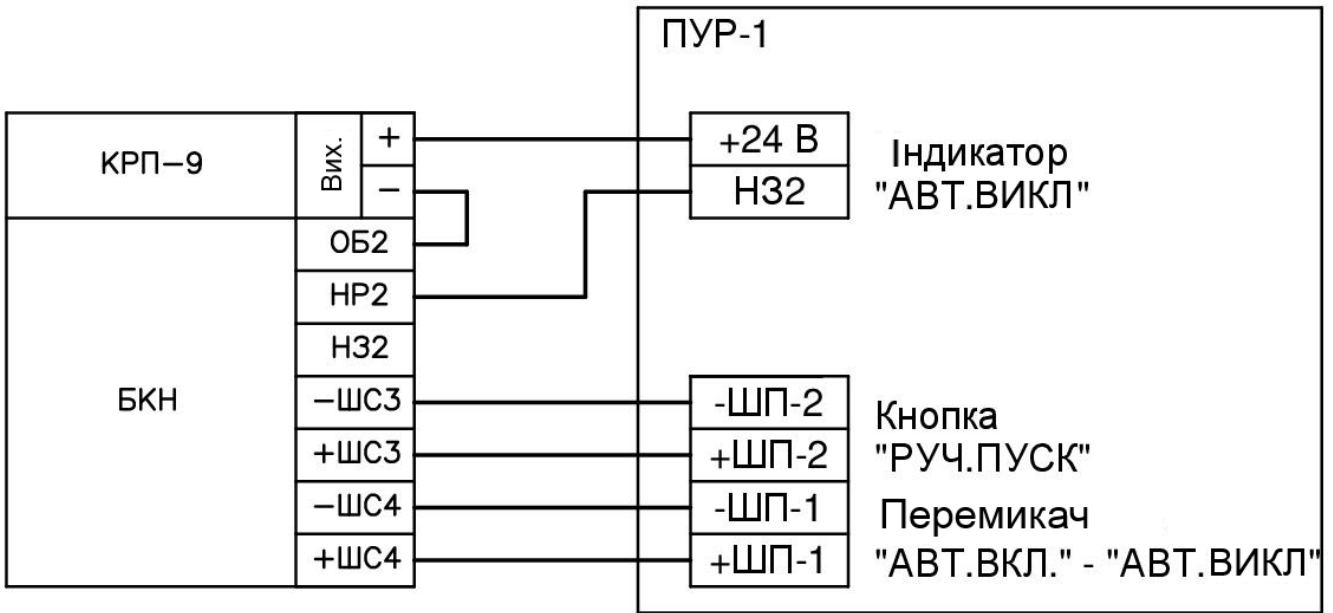 ПУР-1
КРП-9
Вих.
+
-
ОБ2
НР2
НЗ2
БКН
-ШС3
+ШС3
-ШС4
+ШС4
+24 В
НЗ2
Індикатор
"АВТ.ВИКЛ"
-ШП-2
+ШП-2
Кнопка
"РУЧ.ПУСК"
-ШП-1
+ШП-1
Перемикач
"АВТ.ВКЛ." - "АВТ.ВИКЛ"